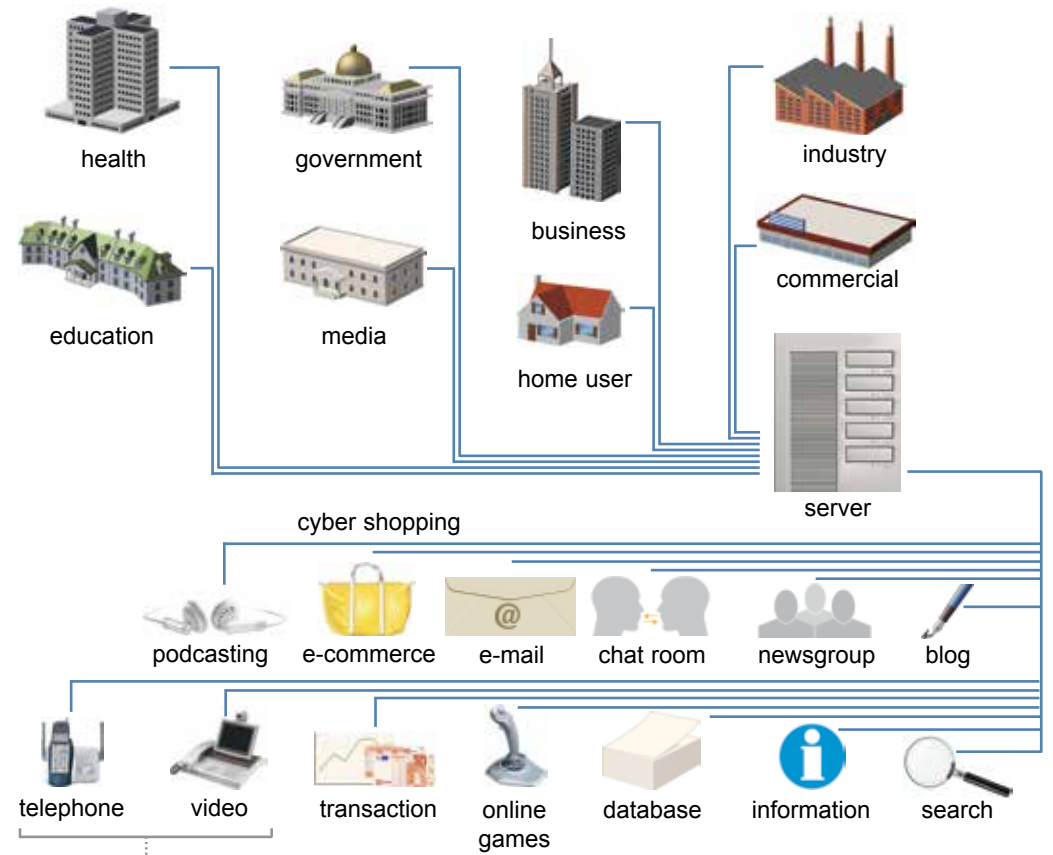 health
government
industry
business
commercial
education
media
home user
server
cyber shopping
@
podcasting
e-commerce
e-mail
chat room
newsgroup
blog
i
telephone
video
transaction
online
games
database
information
search